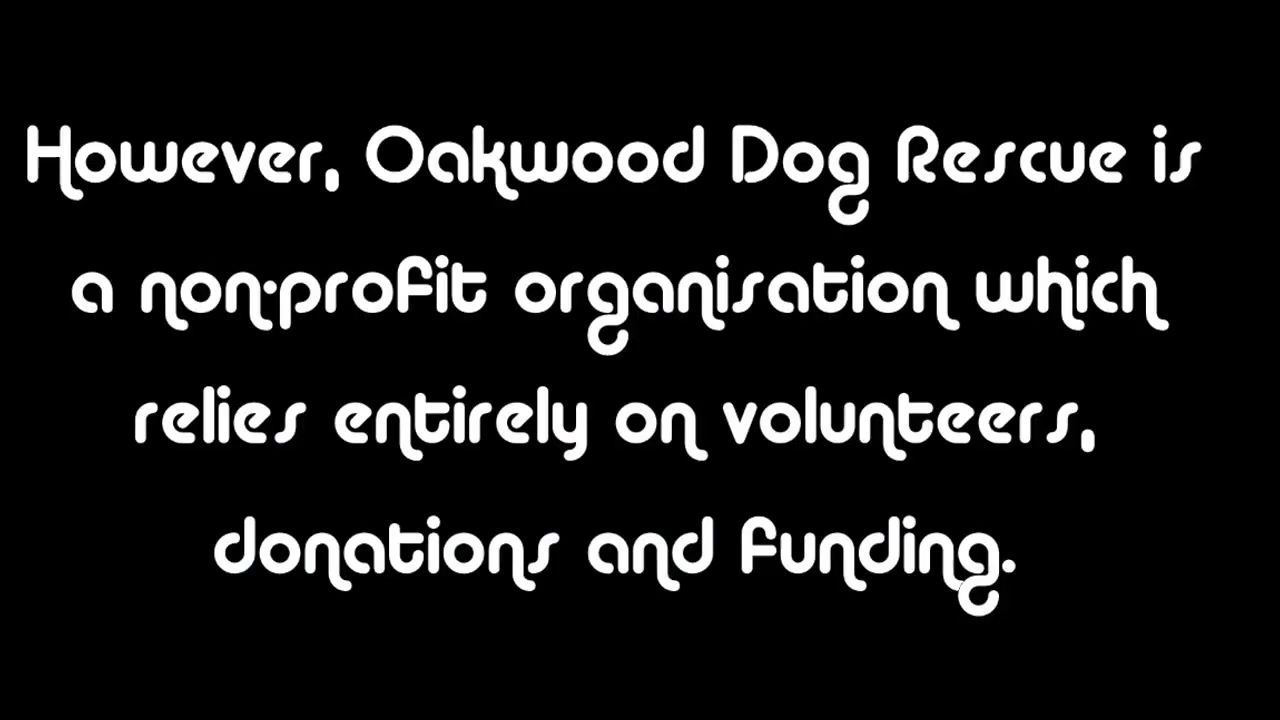 However, Oakwood Dog Rescue is
a non-profit organisation which
relies entirely on volunteers,
donations and funding.